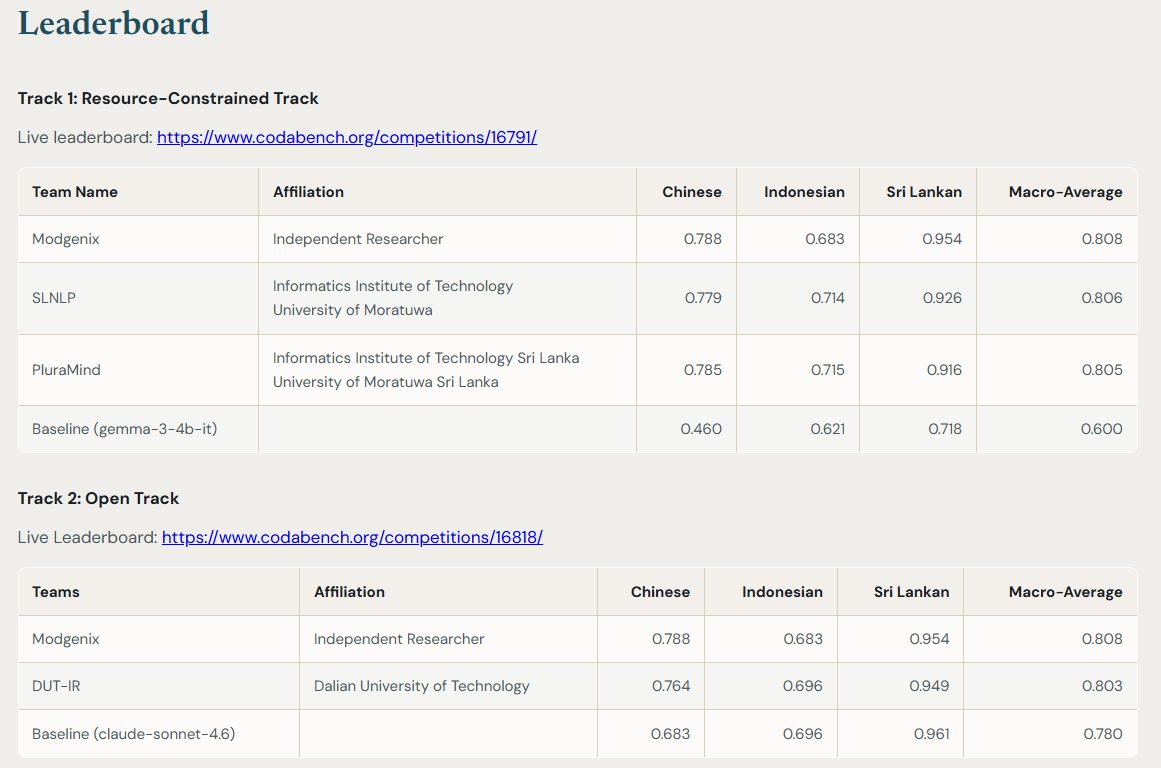 Leaderboard
Track 1: Resource-Constrained Track
Live leaderboard: https://www.codabench.org/competitions/16791/
Team Name Affiliation Chinese Indonesian Sri Lankan Macro-Average
Modgenix Independent Researcher 0.788 0.683 0.954 0.808
SLNLP Informatics Institute of Technology University of Moratuwa 0.779 0.714 0.926 0.806
PluraMind Informatics Institute of Technology Sri Lanka University of Moratuwa Sri Lanka 0.785 0.715 0.916 0.805
Baseline (gemma-3-4b-it) 0.460 0.621 0.718 0.600
Track 2: Open Track
Live Leaderboard: https://www.codabench.org/competitions/16818/
Teams Affiliation Chinese Indonesian Sri Lankan Macro-Average
Modgenix Independent Researcher 0.788 0.683 0.954 0.808
DUT-IR Dalian University of Technology 0.764 0.696 0.949 0.803
Baseline (claude-sonnet-4.6) 0.683 0.696 0.961 0.780